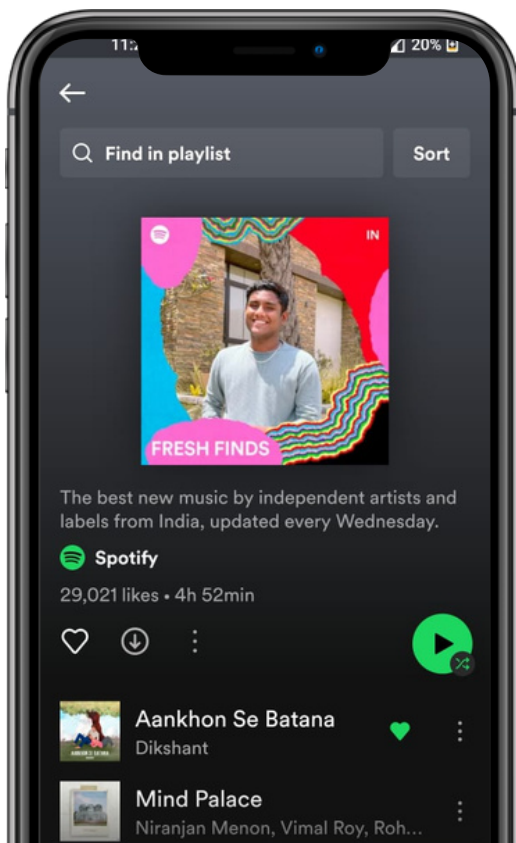 20%
Find in playlist
Sort
IN
FRESH FINDS
The best new music by independent artists and
labels from India, updated every Wednesday.
Spotify
29,021 likes • 4h 52min
Aankhon Se Batana
Dikshant
Mind Palace
Niranjan Menon, Vimal Roy, Roh...